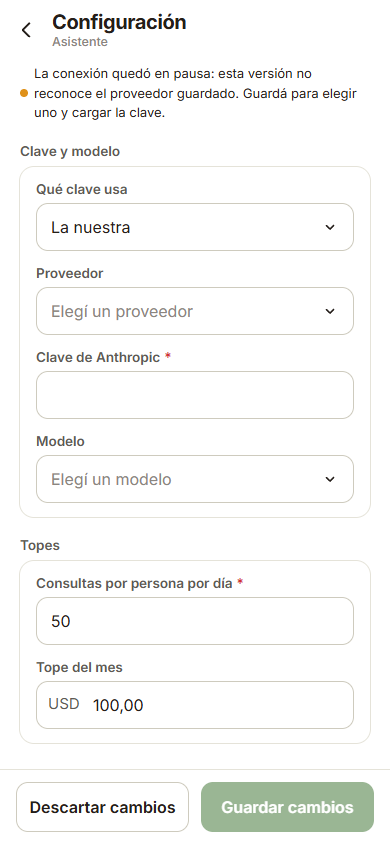 Configuración
Asistente
La conexión quedó en pausa: esta versión no
reconoce el proveedor guardado. Guardá para elegir
uno y cargar la clave.
Clave y modelo
Qué clave usa
La nuestra
Proveedor
Elegí un proveedor
Clave de Anthropic *
Modelo
Elegí un modelo
Topes
Consultas por persona por día *
50
Tope del mes
USD 100,00
Descartar cambios
Guardar cambios